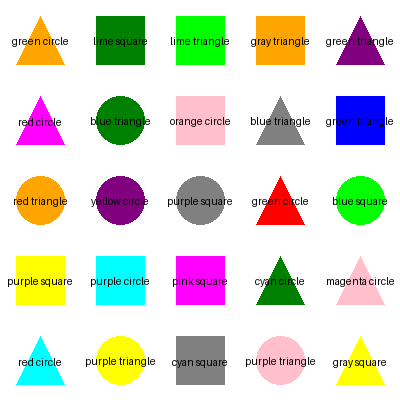 green circle lime square lime triangle gray triangle green triangle
red circle blue triangle orange circle blue triangle green triangle
red triangle yellow circle purple square green circle blue square
purple square purple circle pink square cyan circle magenta circle
red circle purple triangle cyan square purple triangle gray square